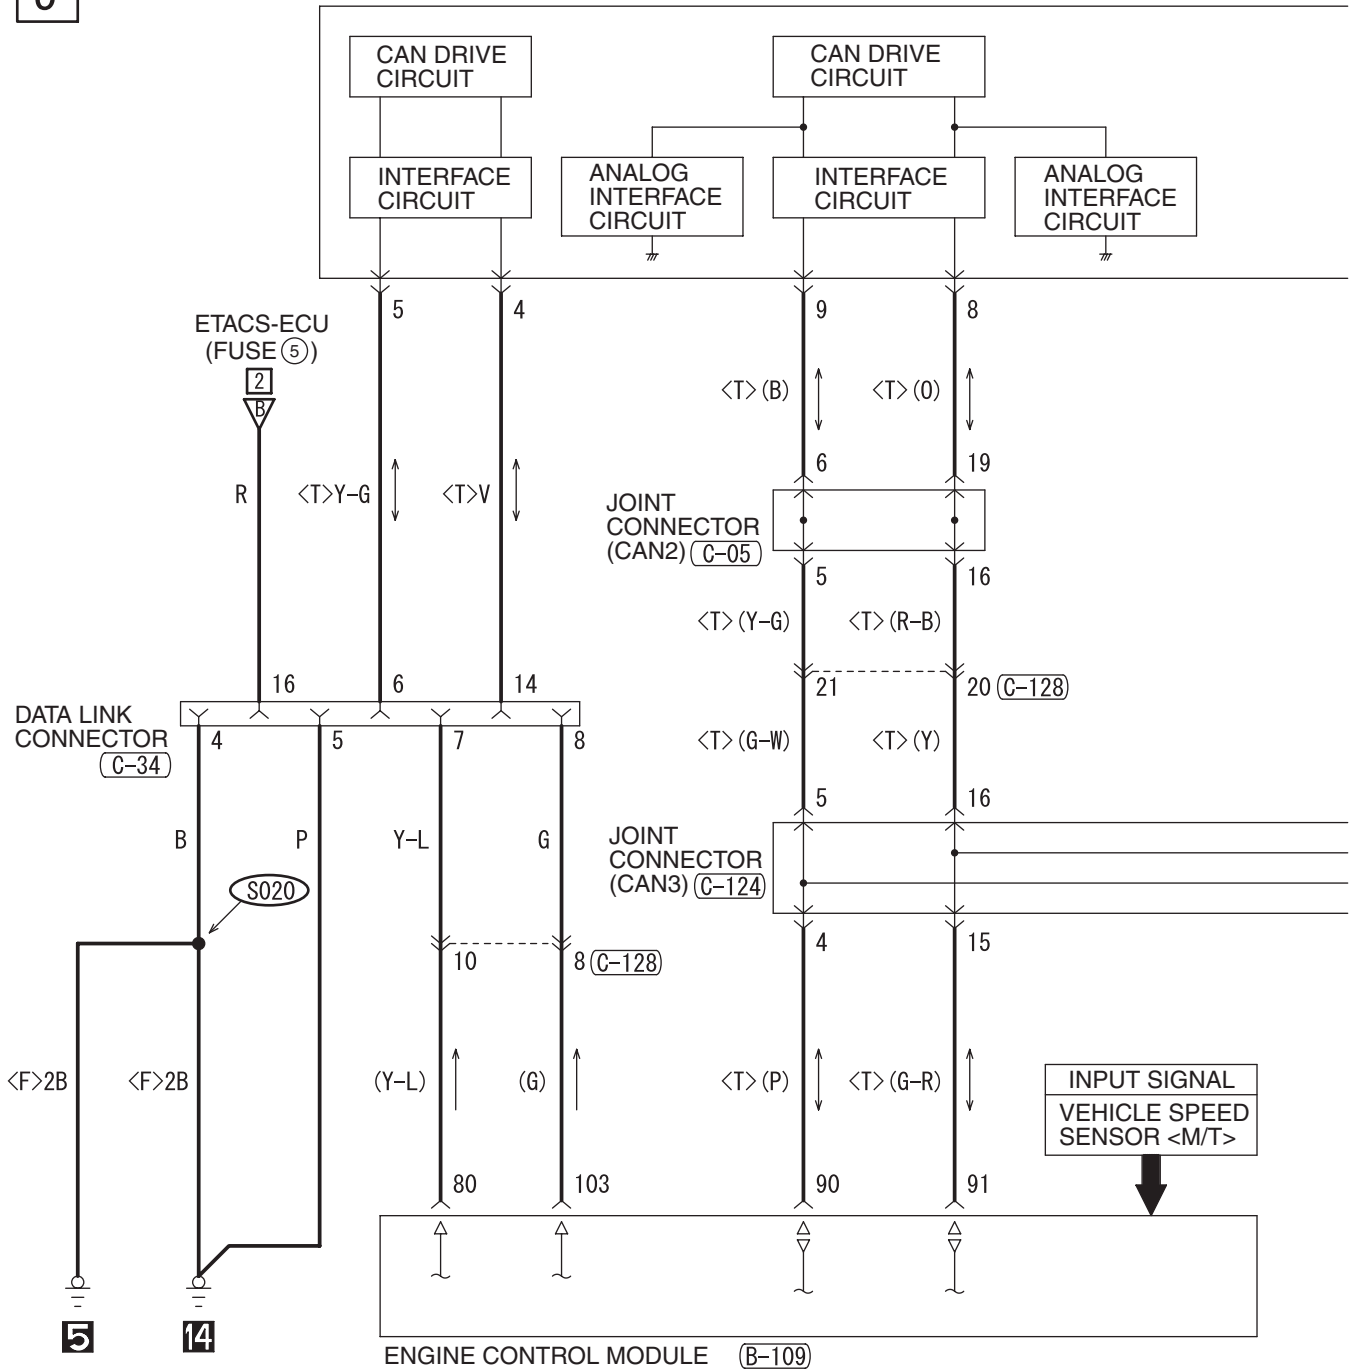 CAN DRIVE
CIRCUIT
CAN DRIVE
CIRCUIT
INTERFACE
CIRCUIT
ANALOG
INTERFACE
CIRCUIT
INTERFACE
CIRCUIT
ANALOG
INTERFACE
CIRCUIT
5
4
9
8
ETACS-ECU
(FUSE ⑤)
2
B
<T>(B)
<T>(O)
6
19
R
<T>Y-G
<T>V
JOINT
CONNECTOR
(CAN2) C-05
5
16
<T>(Y-G)
<T>(R-B)
16
6
14
21
20 C-128
DATA LINK
CONNECTOR
C-34
4
5
7
8
<T>(G-W)
<T>(Y)
5
16
B
P
Y-L
G
JOINT
CONNECTOR
(CAN3) C-124
S020
10
8 C-128
4
15
<F>2B
<F>2B
(Y-L)
(G)
<T>(P)
<T>(G-R)
INPUT SIGNAL
VEHICLE SPEED
SENSOR <M/T>
80
103
90
91
5
14
ENGINE CONTROL MODULE B-109